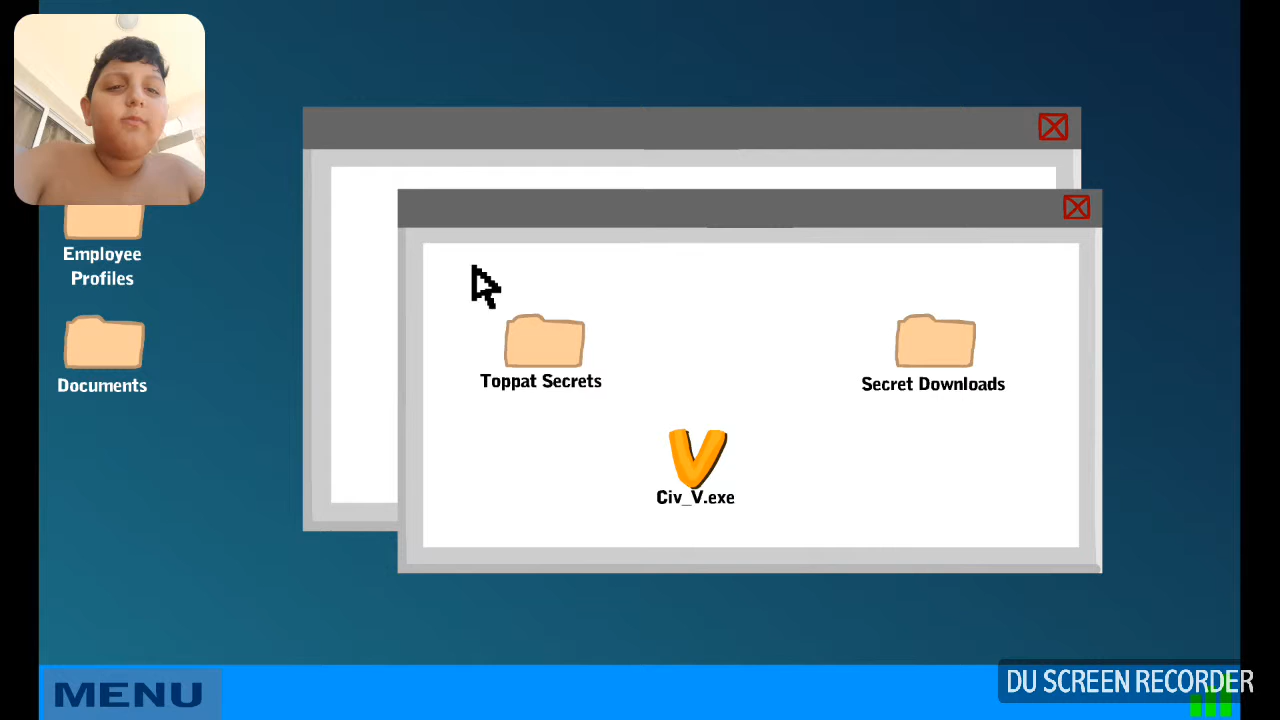 Employee
Profiles
Documents
Toppat Secrets
Secret Downloads
V
Civ_V.exe
MENU
DU SCREEN RECORDER